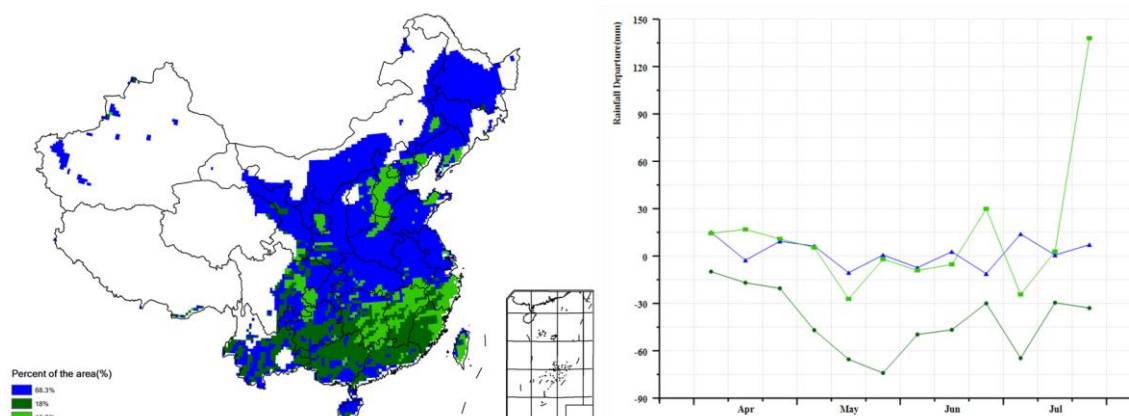 Percent of the area(%)
68.3%
18%
Rainfall Departure(mm)
150
120
90
60
30
0
-30
-60
-90
Apr
May
Jun
Jul